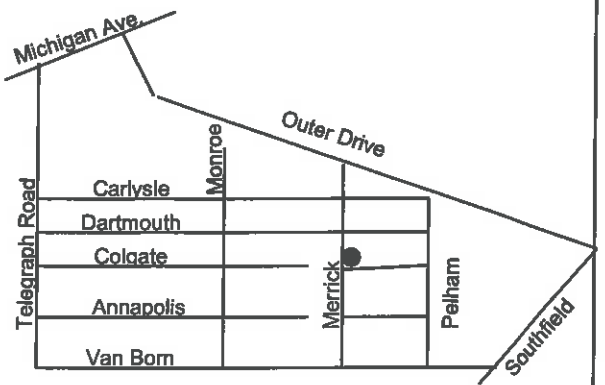 Michigan Ave.
Outer Drive
Monroe
Telegraph Road
Carlysle
Dartmouth
Colgate
Merrick
Pelham
Annapolis
Southfield
Van Born